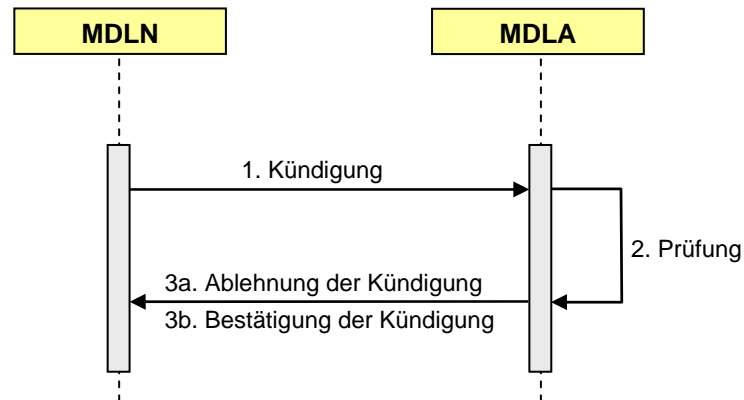 MDLN
MDLA
1. Kündigung
2. Prüfung
3a. Ablehnung der Kündigung
3b. Bestätigung der Kündigung